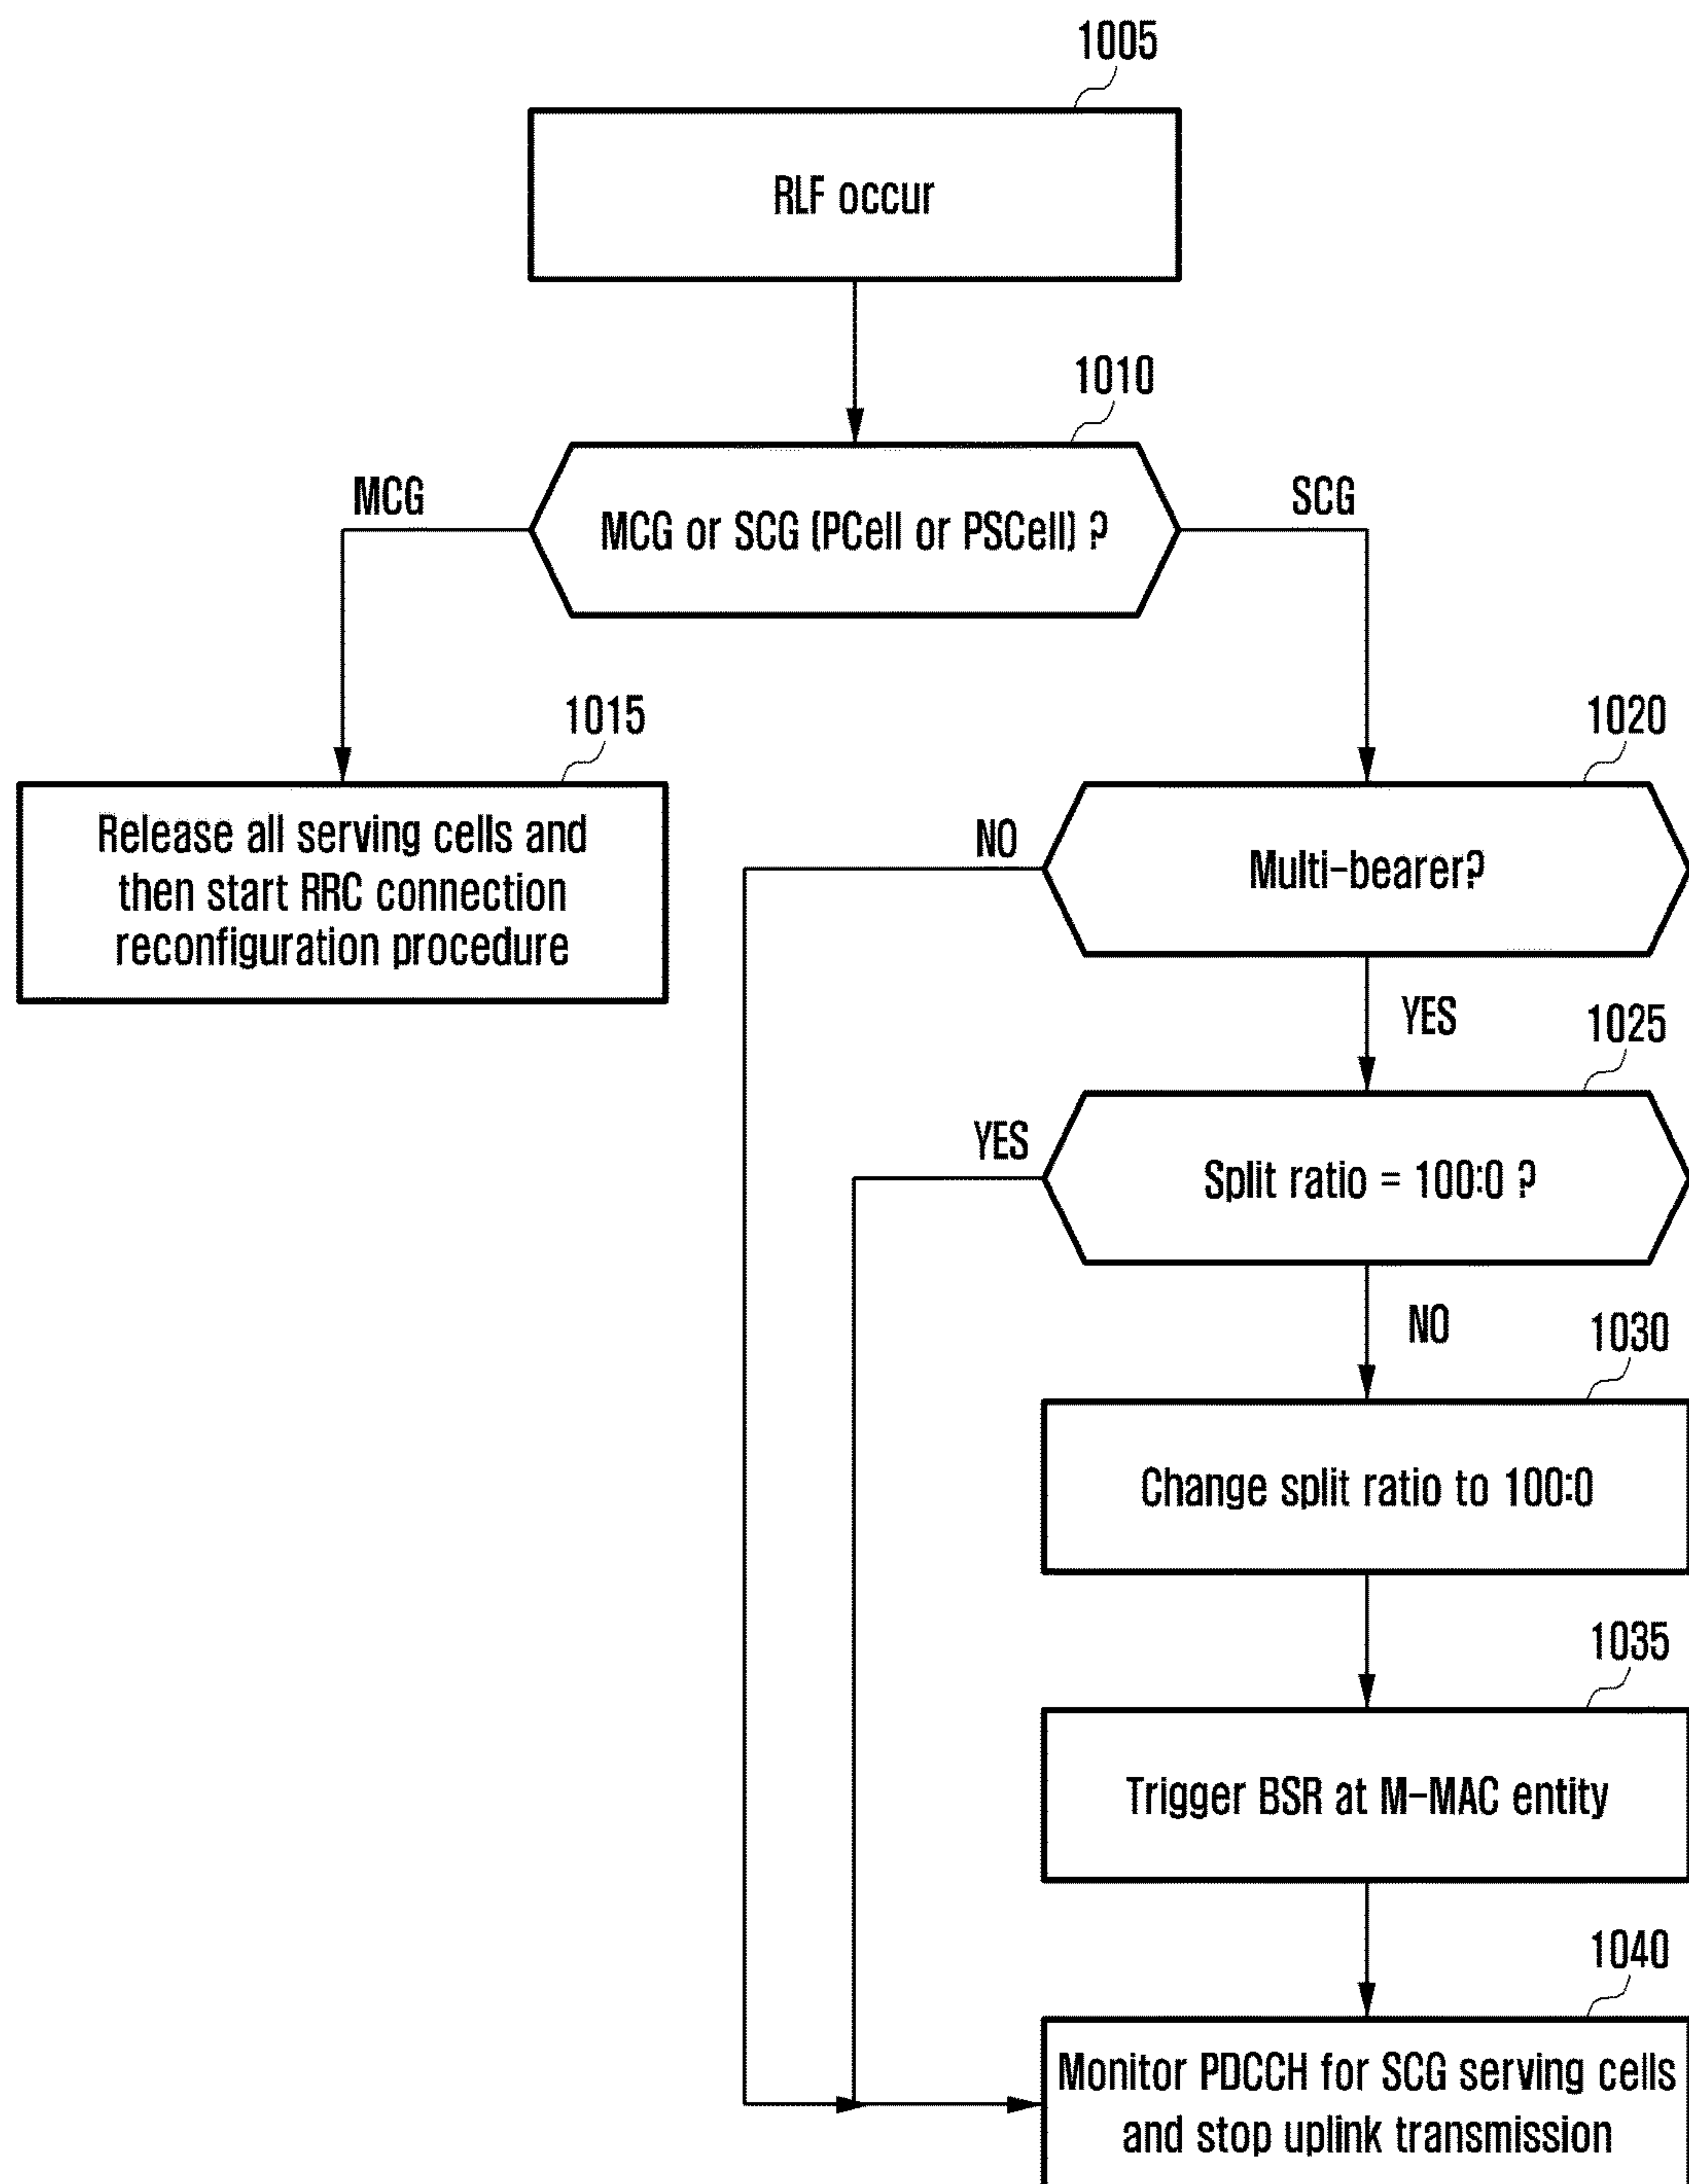 1005
RLF occur
1010
MCG
SCG
MCG or SCG (PCell or PSCell) ?
1015
1020
Release all serving cells and
then start RRC connection
reconfiguration procedure
NO
Multi-bearer?
YES
1025
YES
Split ratio = 100:0 ?
NO
1030
Change split ratio to 100:0
1035
Trigger BSR at M-MAC entity
1040
Monitor PDCCH for SCG serving cells
and stop uplink transmission